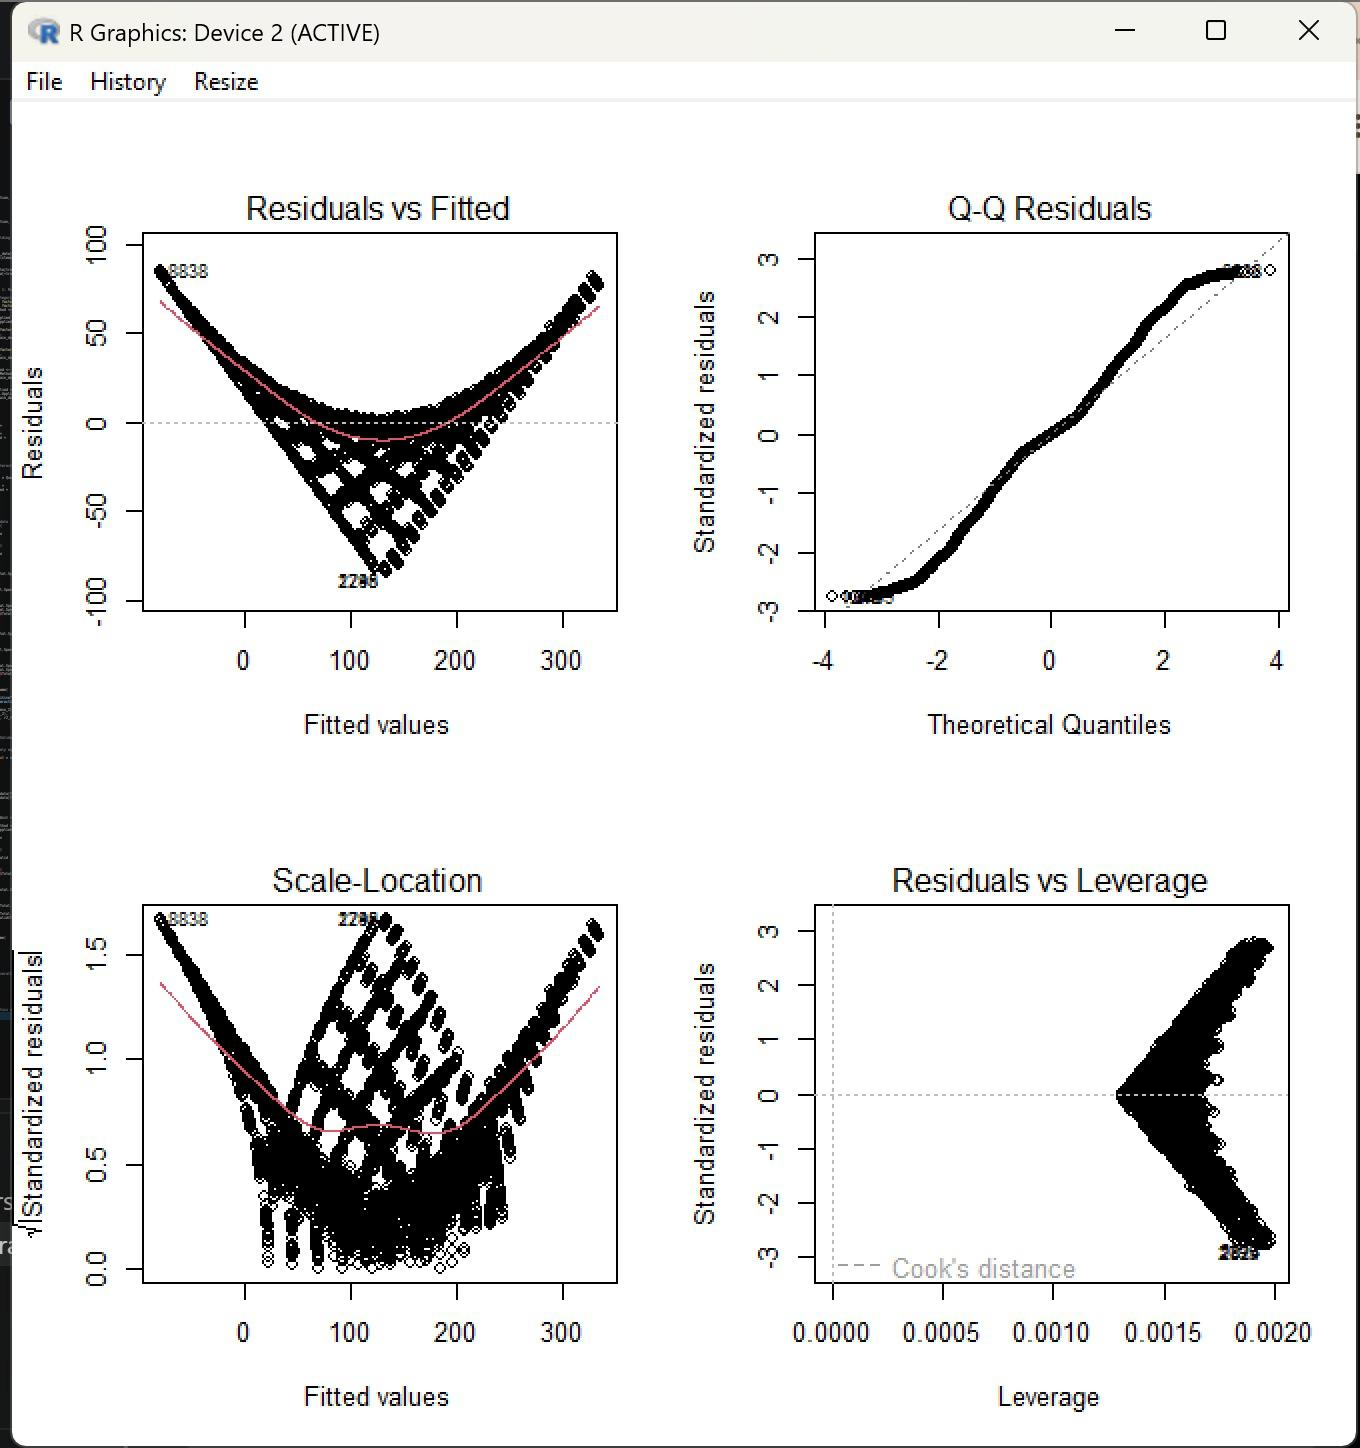 R Graphics: Device 2 (ACTIVE)
File History Resize
Residuals vs Fitted
Residuals
100
50
0
-50
-100
8838
0 100 200 300
Fitted values
Q-Q Residuals
Standardized residuals
3
2
1
0
-1
-2
-3
-4 -2 0 2 4
Theoretical Quantiles
Scale-Location
√|Standardized residuals|
1.5
1.0
0.5
0.0
8838
0 100 200 300
Fitted values
Residuals vs Leverage
Standardized residuals
3
2
1
0
-1
-2
-3
Cook's distance
0.0000 0.0005 0.0010 0.0015 0.0020
Leverage